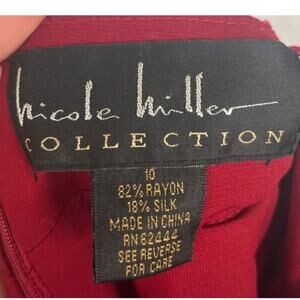 nicole miller
COLLECTION
10
82% RAYON
18% SILK
MADE IN CHINA
RN 62444
SEE REVERSE
FOR CARE